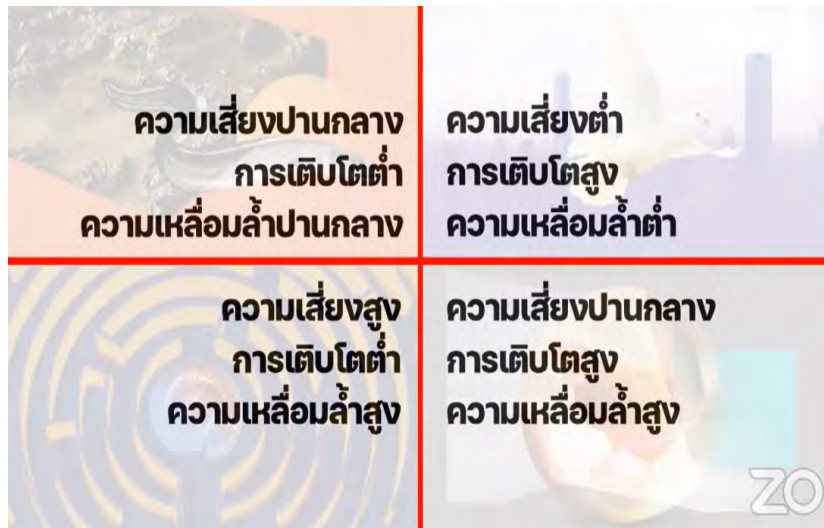 ความเสี่ยงปานกลาง
การเติบโตต่ำ
ความเหลื่อมล้ำปานกลาง
ความเสี่ยงต่ำ
การเติบโตสูง
ความเหลื่อมล้ำต่ำ
ความเสี่ยงสูง
การเติบโตต่ำ
ความเหลื่อมล้ำสูง
ความเสี่ยงปานกลาง
การเติบโตสูง
ความเหลื่อมล้ำสูง
ZO